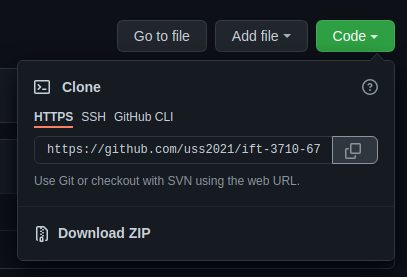 Go to file Add file Code
Clone
HTTPS SSH GitHub CLI
https://github.com/uss2021/ift-3710-67
Use Git or checkout with SVN using the web URL.
Download ZIP